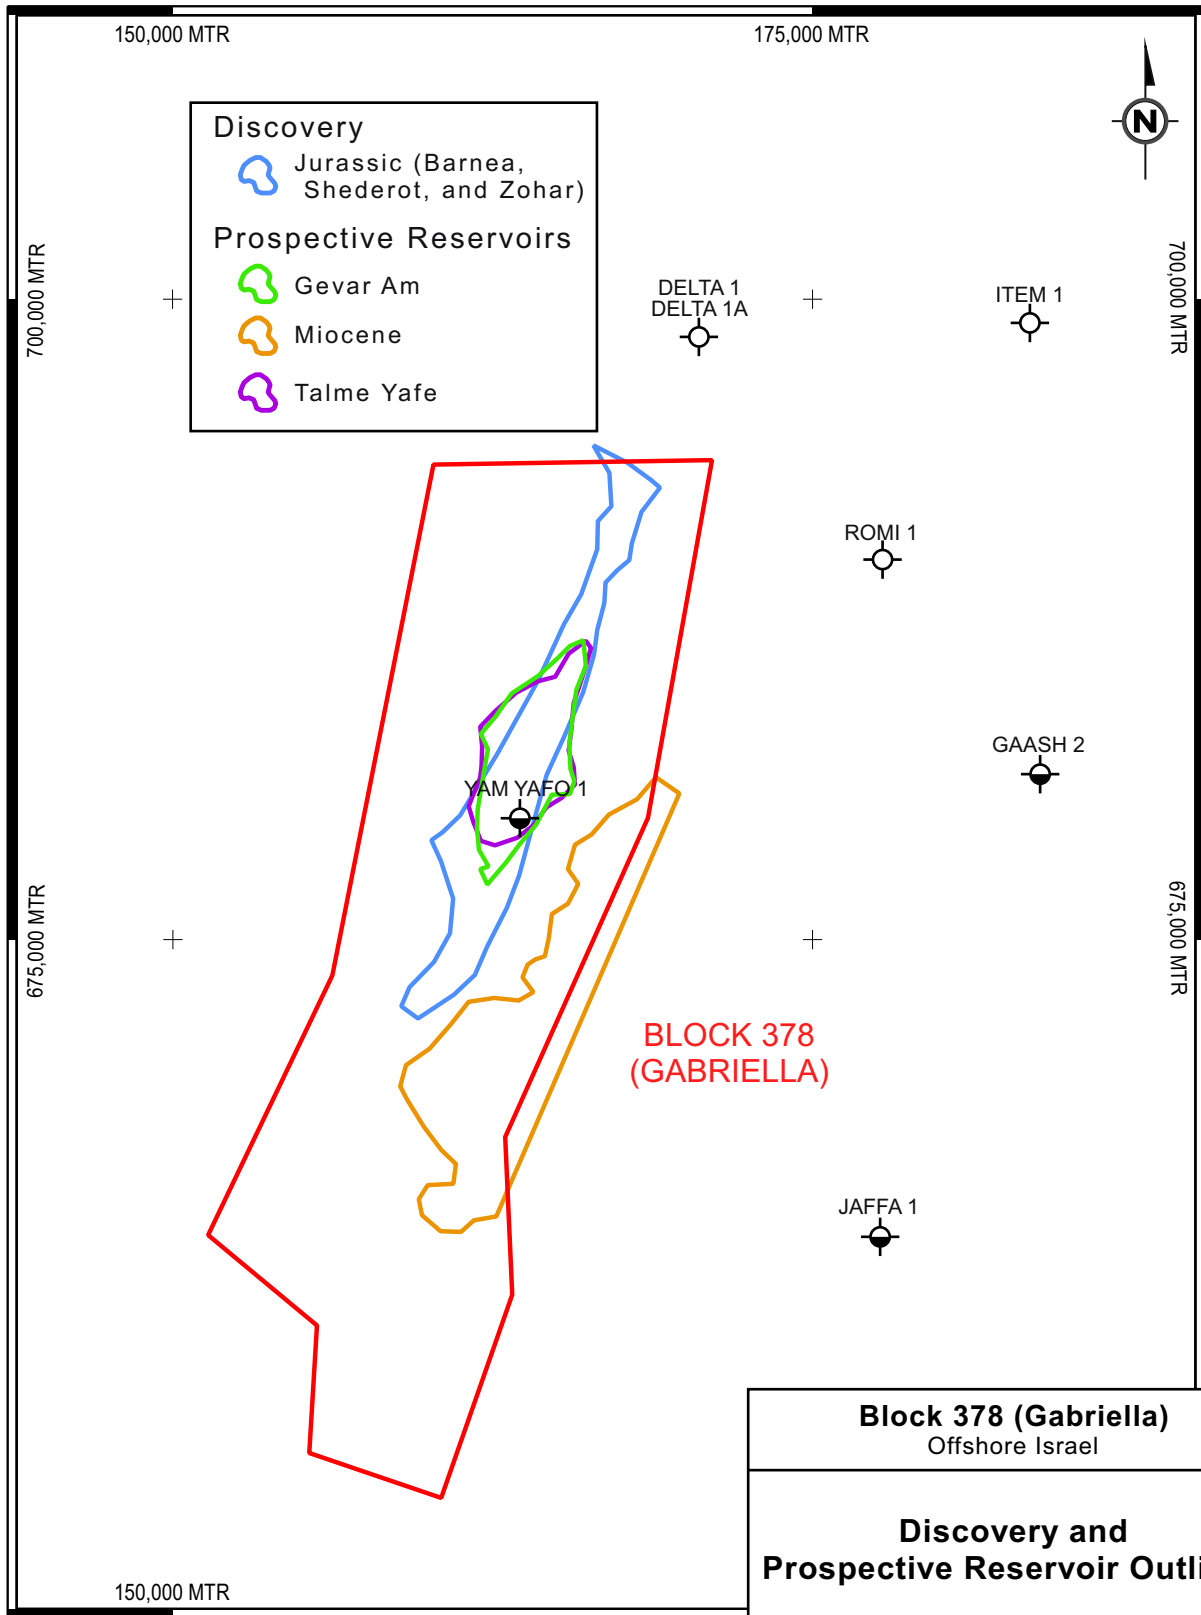 150,000 MTR
175,000 MTR
N
Discovery
Jurassic (Barnea,
Shederot, and Zohar)
Prospective Reservoirs
Gevar Am
Miocene
Talme Yafe
700,000 MTR
700,000 MTR
DELTA 1
DELTA 1A
ITEM 1
ROMI 1
GAASH 2
YAM YAFO 1
675,000 MTR
675,000 MTR
BLOCK 378
(GABRIELLA)
JAFFA 1
Block 378 (Gabriella)
Offshore Israel
Discovery and
Prospective Reservoir Outli
150,000 MTR